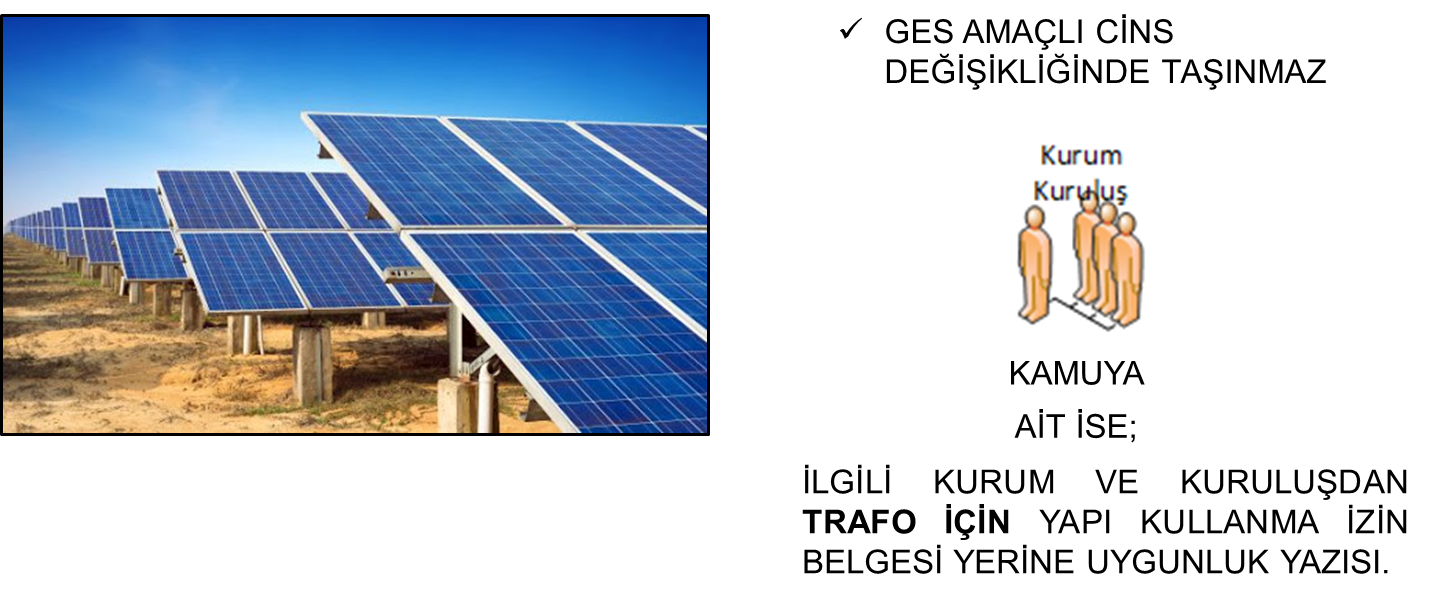 ✓ GES AMAÇLI CİNS
DEĞİŞİKLİĞİNDE TAŞINMAZ
Kurum
Kuruluş
KAMUYA
AİT İSE;
İLGİLİ KURUM VE KURULUŞDAN
TRAFO İÇİN YAPI KULLANMA İZİN
BELGESİ YERİNE UYGUNLUK YAZISI.